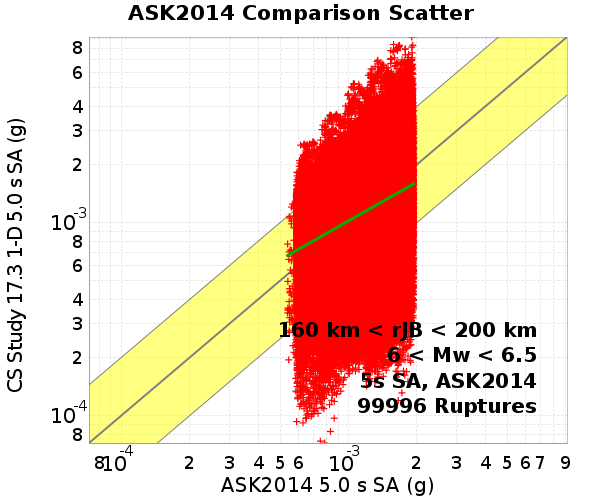 ASK2014 Comparison Scatter
CS Study 17.3 1-D 5.0 s SA (g)
8
6
4
3
2
10-3
8
6
4
3
2
10-4
8
160 km < rJB < 200 km
6 < Mw < 6.5
5s SA, ASK2014
99996 Ruptures
8 10-4 2 3 4 5 6 10-3 2 3 4 5 6 7 9
ASK2014 5.0 s SA (g)